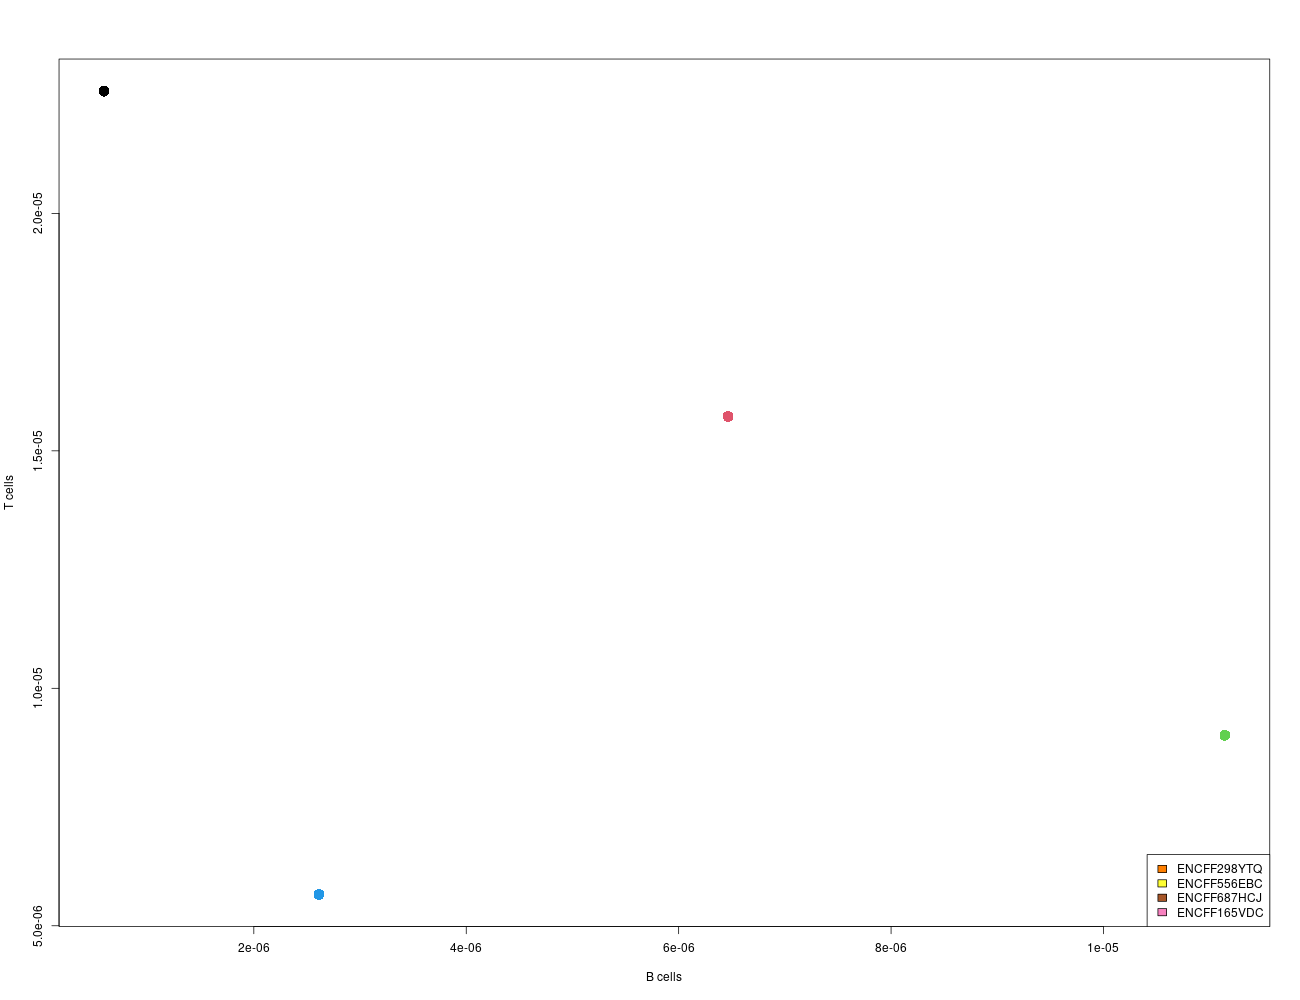 2.0e-05
1.5e-05
1.0e-05
5.0e-06
T cells
2e-06
4e-06
6e-06
8e-06
1e-05
B cells
ENCFF298YTQ
ENCFF556EBC
ENCFF687HCJ
ENCFF165VDC